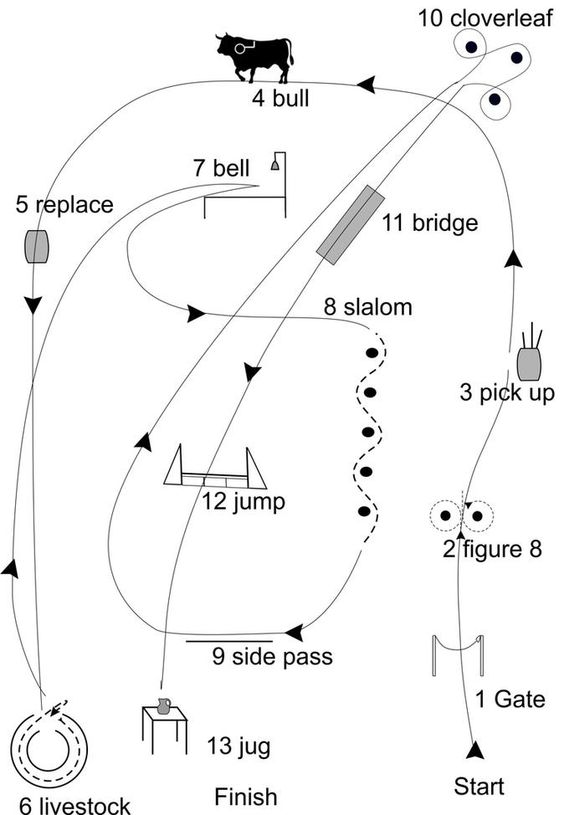 10 cloverleaf
4 bull
7 bell
5 replace
11 bridge
8 slalom
3 pick up
12 jump
2 figure 8
9 side pass
1 Gate
13 jug
Start
Finish
6 livestock